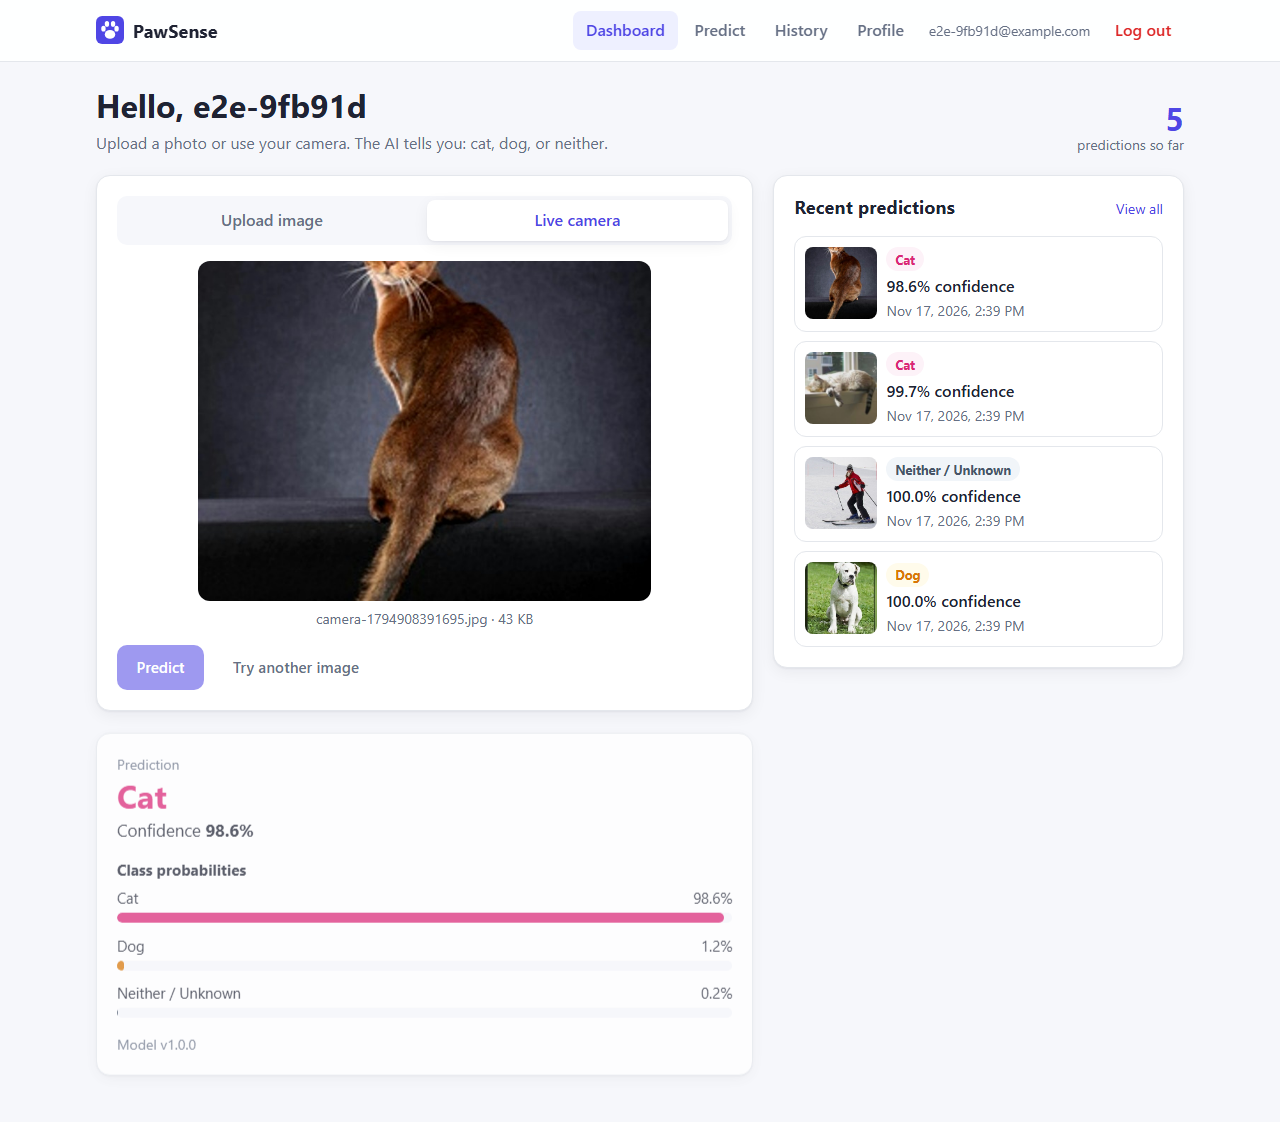 PawSense
Dashboard
Predict
History
Profile
e2e-9fb91d@example.com
Log out
Hello, e2e-9fb91d
Upload a photo or use your camera. The AI tells you: cat, dog, or neither.
5
predictions so far
Upload image
Live camera
camera-1794908391695.jpg · 43 KB
Predict
Try another image
Prediction
Cat
Confidence 98.6%
Class probabilities
Cat 98.6%
Dog 1.2%
Neither / Unknown 0.2%
Model v1.0.0
Recent predictions
View all
Cat
98.6% confidence
Nov 17, 2026, 2:39 PM
Cat
99.7% confidence
Nov 17, 2026, 2:39 PM
Neither / Unknown
100.0% confidence
Nov 17, 2026, 2:39 PM
Dog
100.0% confidence
Nov 17, 2026, 2:39 PM